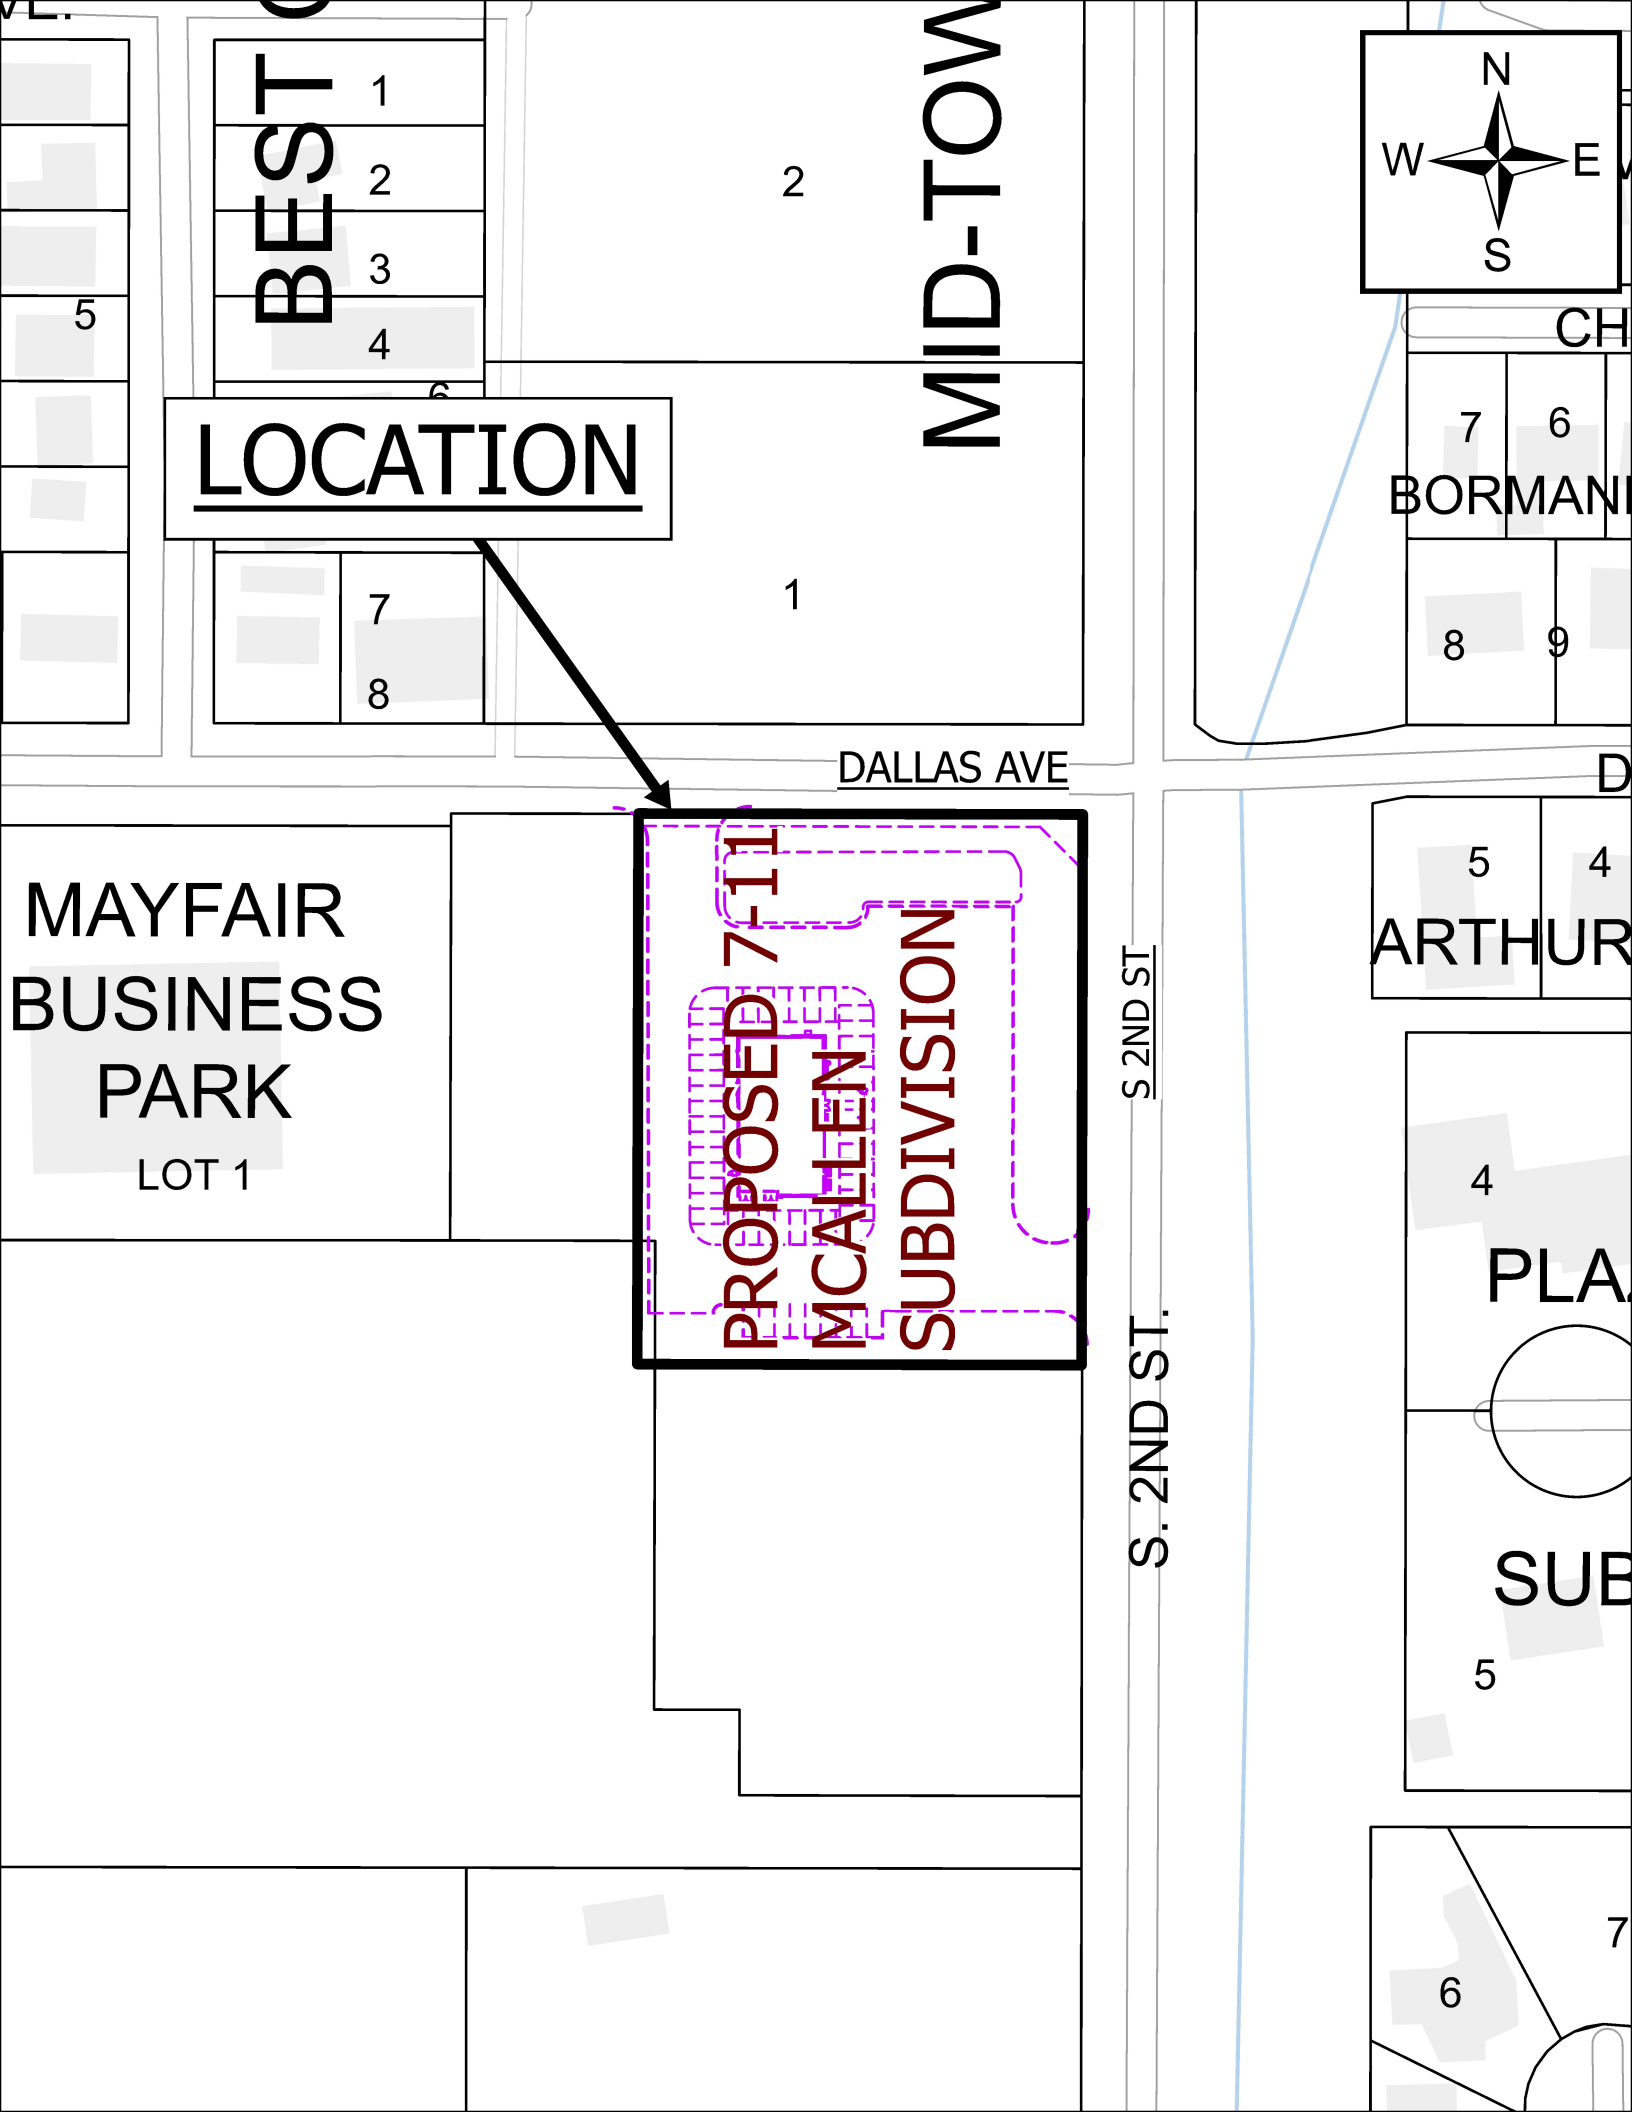 BEST
1
2
3
4
5
6
7
8
2
1
MID-TOW
N
W
E
S
CH
7
6
BORMAN
8
9
LOCATION
DALLAS AVE
D
MAYFAIR
BUSINESS
PARK
LOT 1
PROPOSED 7-11
MCALLEN
SUBDIVISION
S 2ND ST
S. 2ND ST.
5
4
ARTHUR
4
PLA
SUB
5
7
6